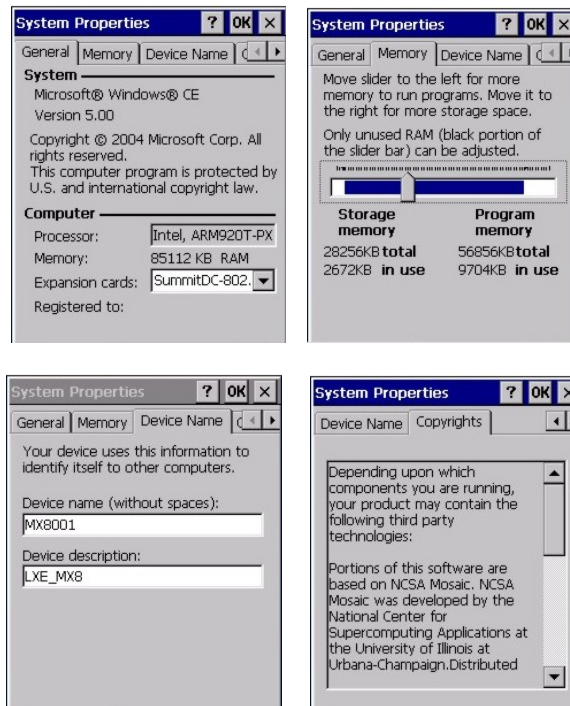 System Properties ? OK ×
General Memory Device Name C
System
Microsoft® Windows® CE
Version 5.00
Copyright © 2004 Microsoft Corp. All
rights reserved.
This computer program is protected by
U.S. and international copyright law.
Computer
Processor: Intel, ARM920T-PX
Memory: 85112 KB RAM
Expansion cards: SummitDC-802.
Registered to:
System Properties ? OK ×
General Memory Device Name C
Move slider to the left for more
memory to run programs. Move it to
the right for more storage space.
Only unused RAM (black portion of
the slider bar) can be adjusted.
Storage Program
memory memory
28256KB total 56856KB total
2672KB in use 9704KB in use
System Properties ? OK ×
General Memory Device Name C
Your device uses this information to
identify itself to other computers.
Device name (without spaces):
MX8001
Device description:
LXE_MX8
System Properties ? OK ×
Device Name Copyrights
Depending upon which
components you are running,
your product may contain the
following third party
technologies:
Portions of this software are
based on NCSA Mosaic. NCSA
Mosaic was developed by the
National Center for
Supercomputing Applications at
the University of Illinois at
Urbana-Champaign.Distributed